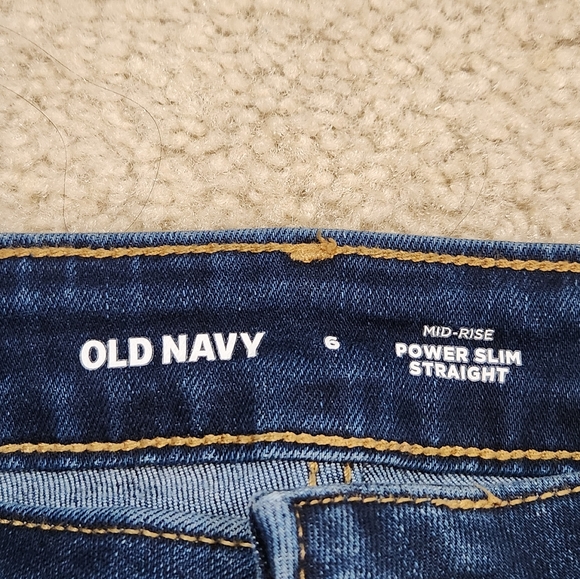 OLD NAVY
6
MID-RISE
POWER SLIM
STRAIGHT